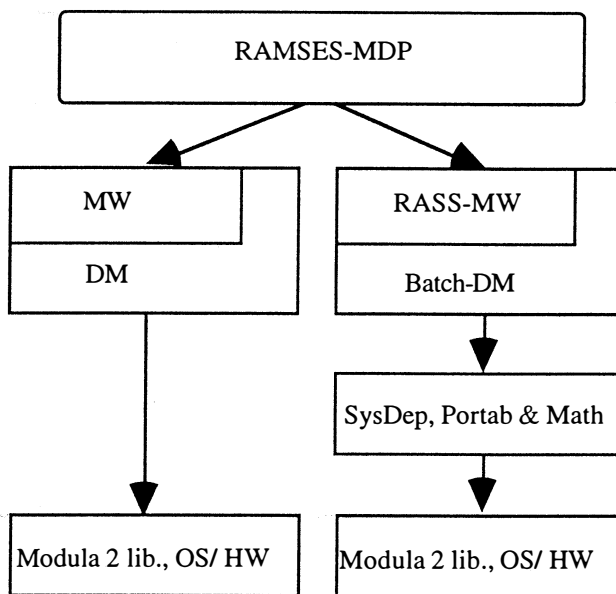 RAMSES-MDP
MW
RASS-MW
DM
Batch-DM
SysDep, Portab & Math
Modula 2 lib., OS/ HW
Modula 2 lib., OS/ HW